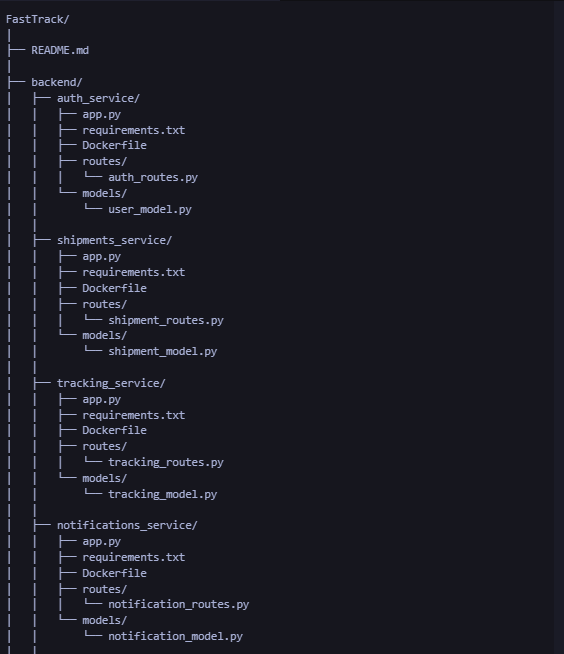 FastTrack/
│
├── README.md
│
├── backend/
│   ├── auth_service/
│   │   ├── app.py
│   │   ├── requirements.txt
│   │   ├── Dockerfile
│   │   ├── routes/
│   │   │   └── auth_routes.py
│   │   └── models/
│   │       └── user_model.py
│   │
│   ├── shipments_service/
│   │   ├── app.py
│   │   ├── requirements.txt
│   │   ├── Dockerfile
│   │   ├── routes/
│   │   │   └── shipment_routes.py
│   │   └── models/
│   │       └── shipment_model.py
│   │
│   ├── tracking_service/
│   │   ├── app.py
│   │   ├── requirements.txt
│   │   ├── Dockerfile
│   │   ├── routes/
│   │   │   └── tracking_routes.py
│   │   └── models/
│   │       └── tracking_model.py
│   │
│   ├── notifications_service/
│   │   ├── app.py
│   │   ├── requirements.txt
│   │   ├── Dockerfile
│   │   ├── routes/
│   │   │   └── notification_routes.py
│   │   └── models/
│   │       └── notification_model.py
│   │